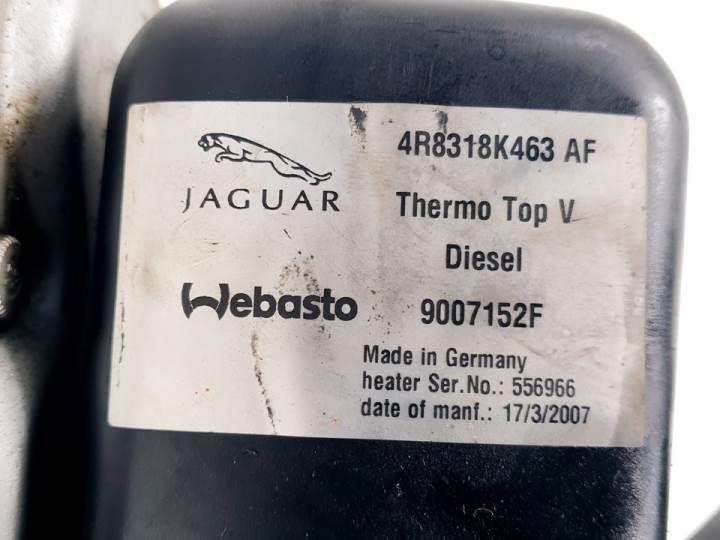 JAGUAR
4R8318K463 AF
Thermo Top V
Diesel
Webasto
9007152F
Made in Germany
heater Ser.No.: 556966
date of manf.: 17/3/2007